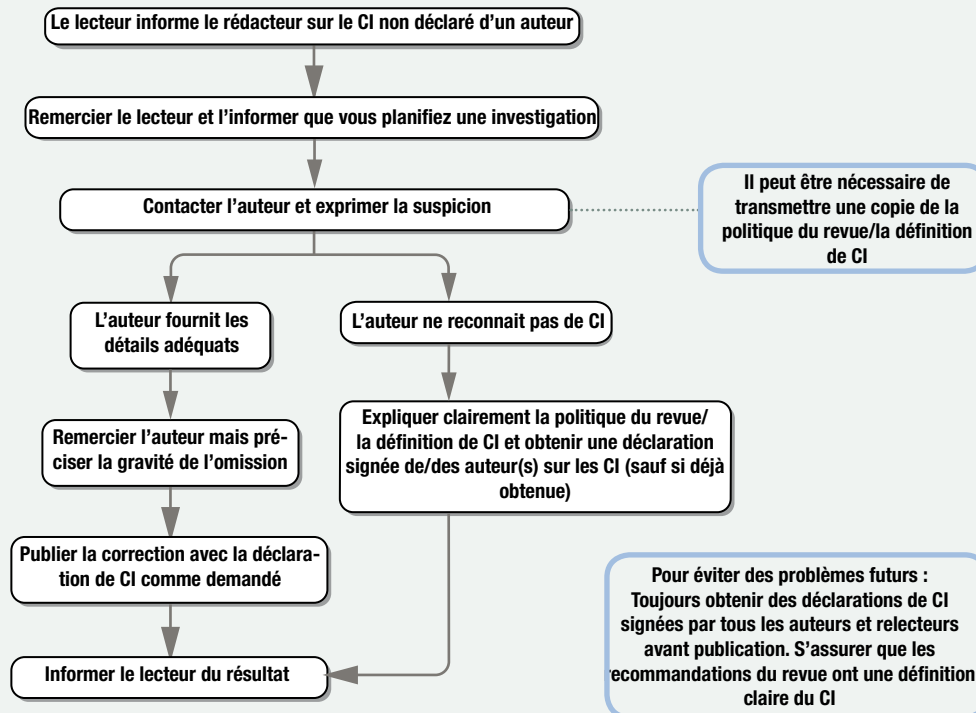 Le lecteur informe le rédacteur sur le CI non déclaré d'un auteur
Remercier le lecteur et l'informer que vous planifiez une investigation
Contacter l'auteur et exprimer la suspicion
Il peut être nécessaire de
transmettre une copie de la
politique du revue/la définition
de CI
L'auteur fournit les
détails adéquats
L'auteur ne reconnait pas de CI
Remercier l'auteur mais pré-
ciser la gravité de l'omission
Expliquer clairement la politique du revue/
la définition de CI et obtenir une déclaration
signée de/des auteur(s) sur les CI (sauf si déjà
obtenue)
Publier la correction avec la déclara-
tion de CI comme demandé
Informer le lecteur du résultat
Pour éviter des problèmes futurs :
Toujours obtenir des déclarations de CI
signées par tous les auteurs et relecteurs
avant publication. S'assurer que les
recommandations du revue ont une définition
claire du CI